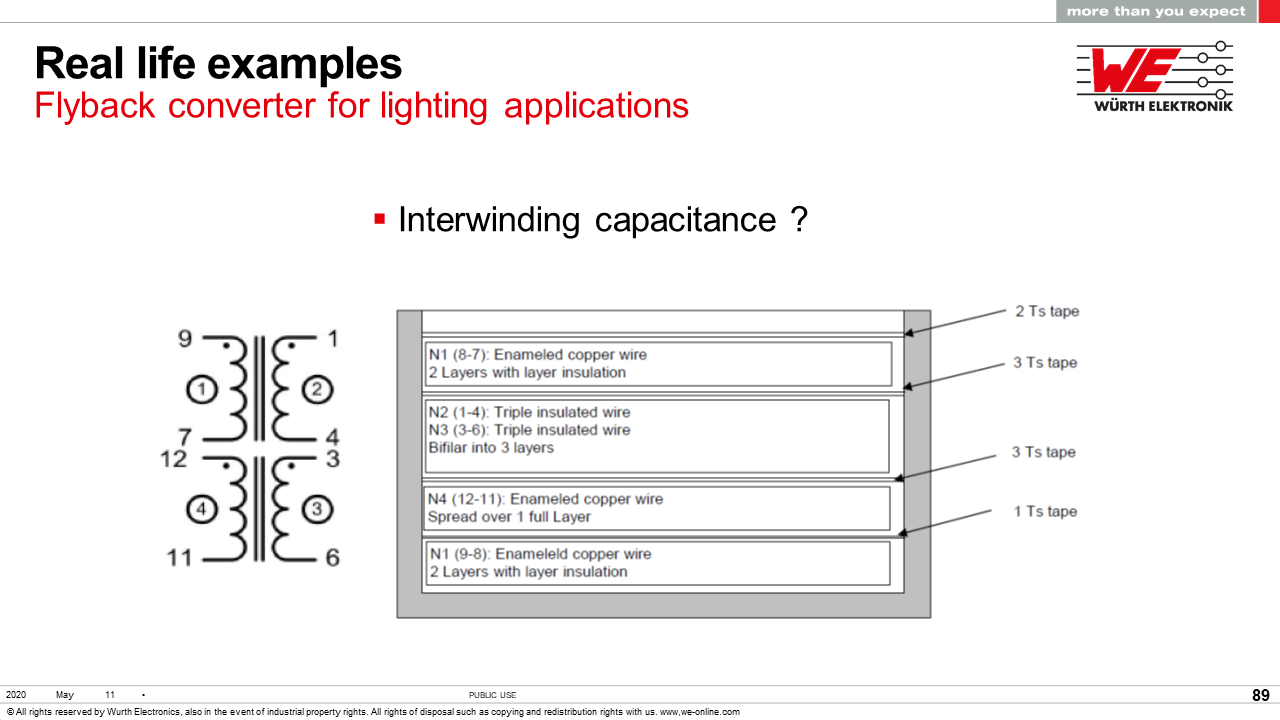 more than you expect
Real life examples
Flyback converter for lighting applications
WE
WÜRTH ELEKTRONIK
▪ Interwinding capacitance ?
9
1
1
2
7
4
12
3
4
3
11
6
N1 (8-7): Enameled copper wire
2 Layers with layer insulation
N2 (1-4): Triple insulated wire
N3 (3-6): Triple insulated wire
Bifilar into 3 layers
N4 (12-11): Enameled copper wire
Spread over 1 full Layer
N1 (9-8): Enameleld copper wire
2 Layers with layer insulation
2 Ts tape
3 Ts tape
3 Ts tape
1 Ts tape
2020 May 11 •
PUBLIC USE
89
© All rights reserved by Wurth Electronics, also in the event of industrial property rights. All rights of disposal such as copying and redistribution rights with us. www,we-online.com